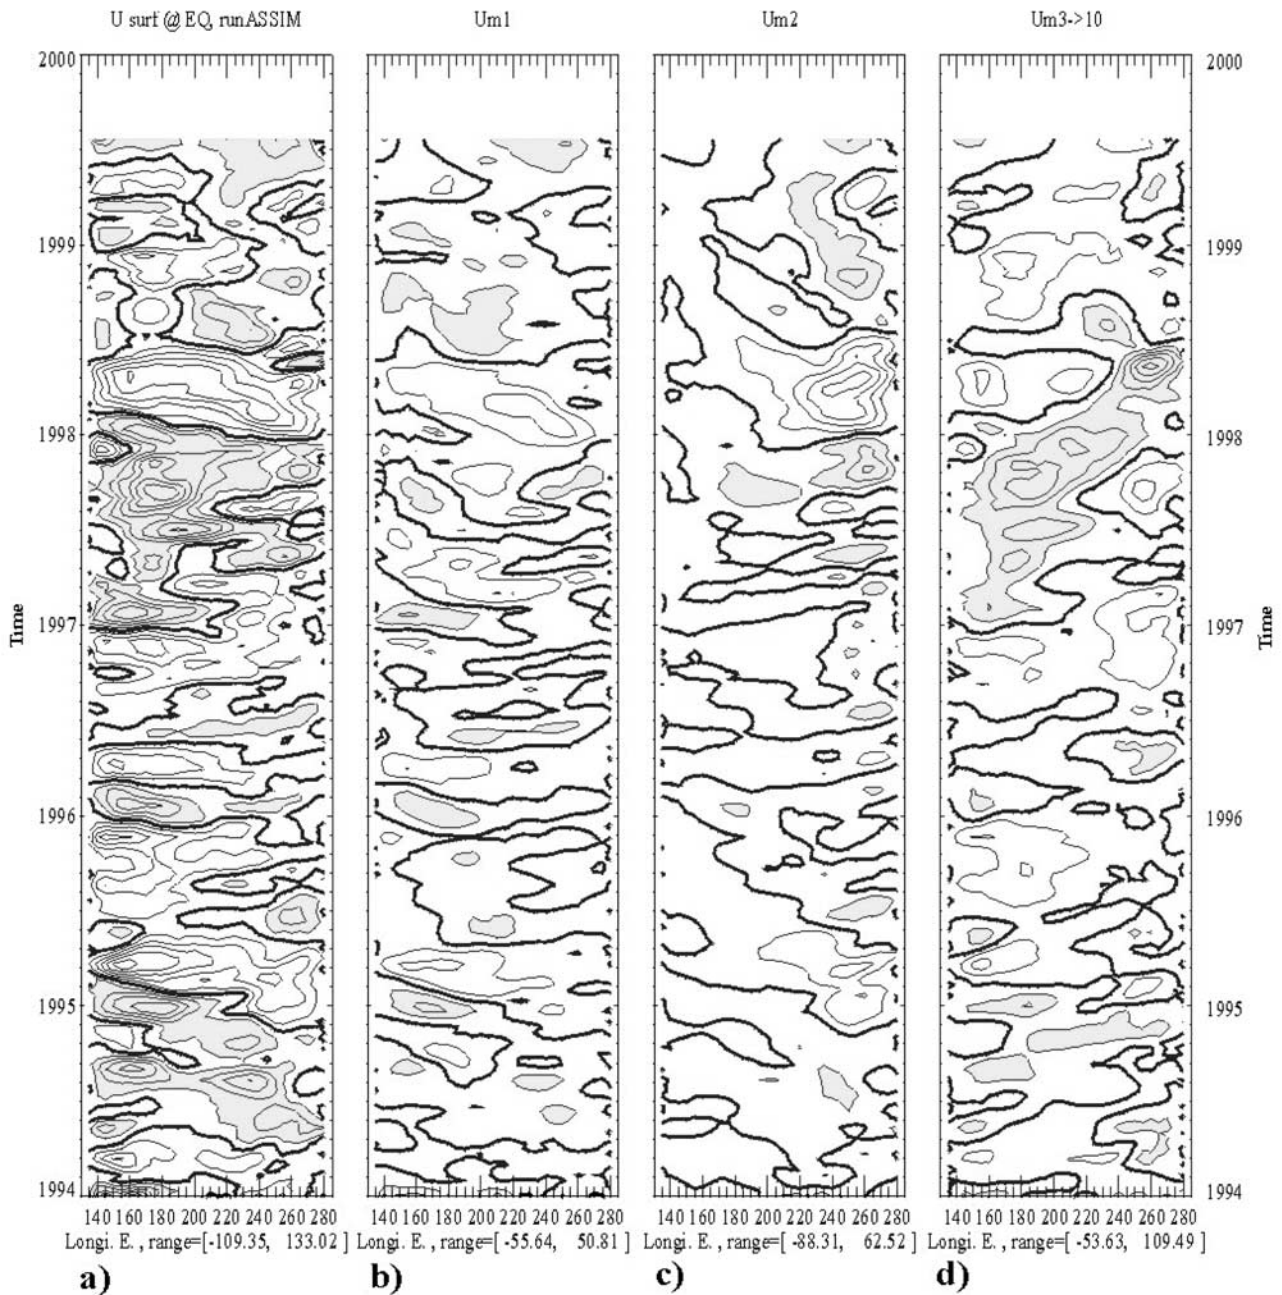 U surf @ EQ, runASSIM Um1 Um2 Um3->10
2000 2000
1999 1999
1998 1998
1997 1997
Time Time
1996 1996
1995 1995
1994 1994
140 160 180 200 220 240 260 280 140 160 180 200 220 240 260 280 140 160 180 200 220 240 260 280 140 160 180 200 220 240 260 280
Longi. E. , range=[ -109.35, 133.02 ] Longi. E. , range=[ -55.64, 50.81 ] Longi. E. , range=[ -88.31, 62.52 ] Longi. E. , range=[ -53.63, 109.49 ]
a) b) c) d)